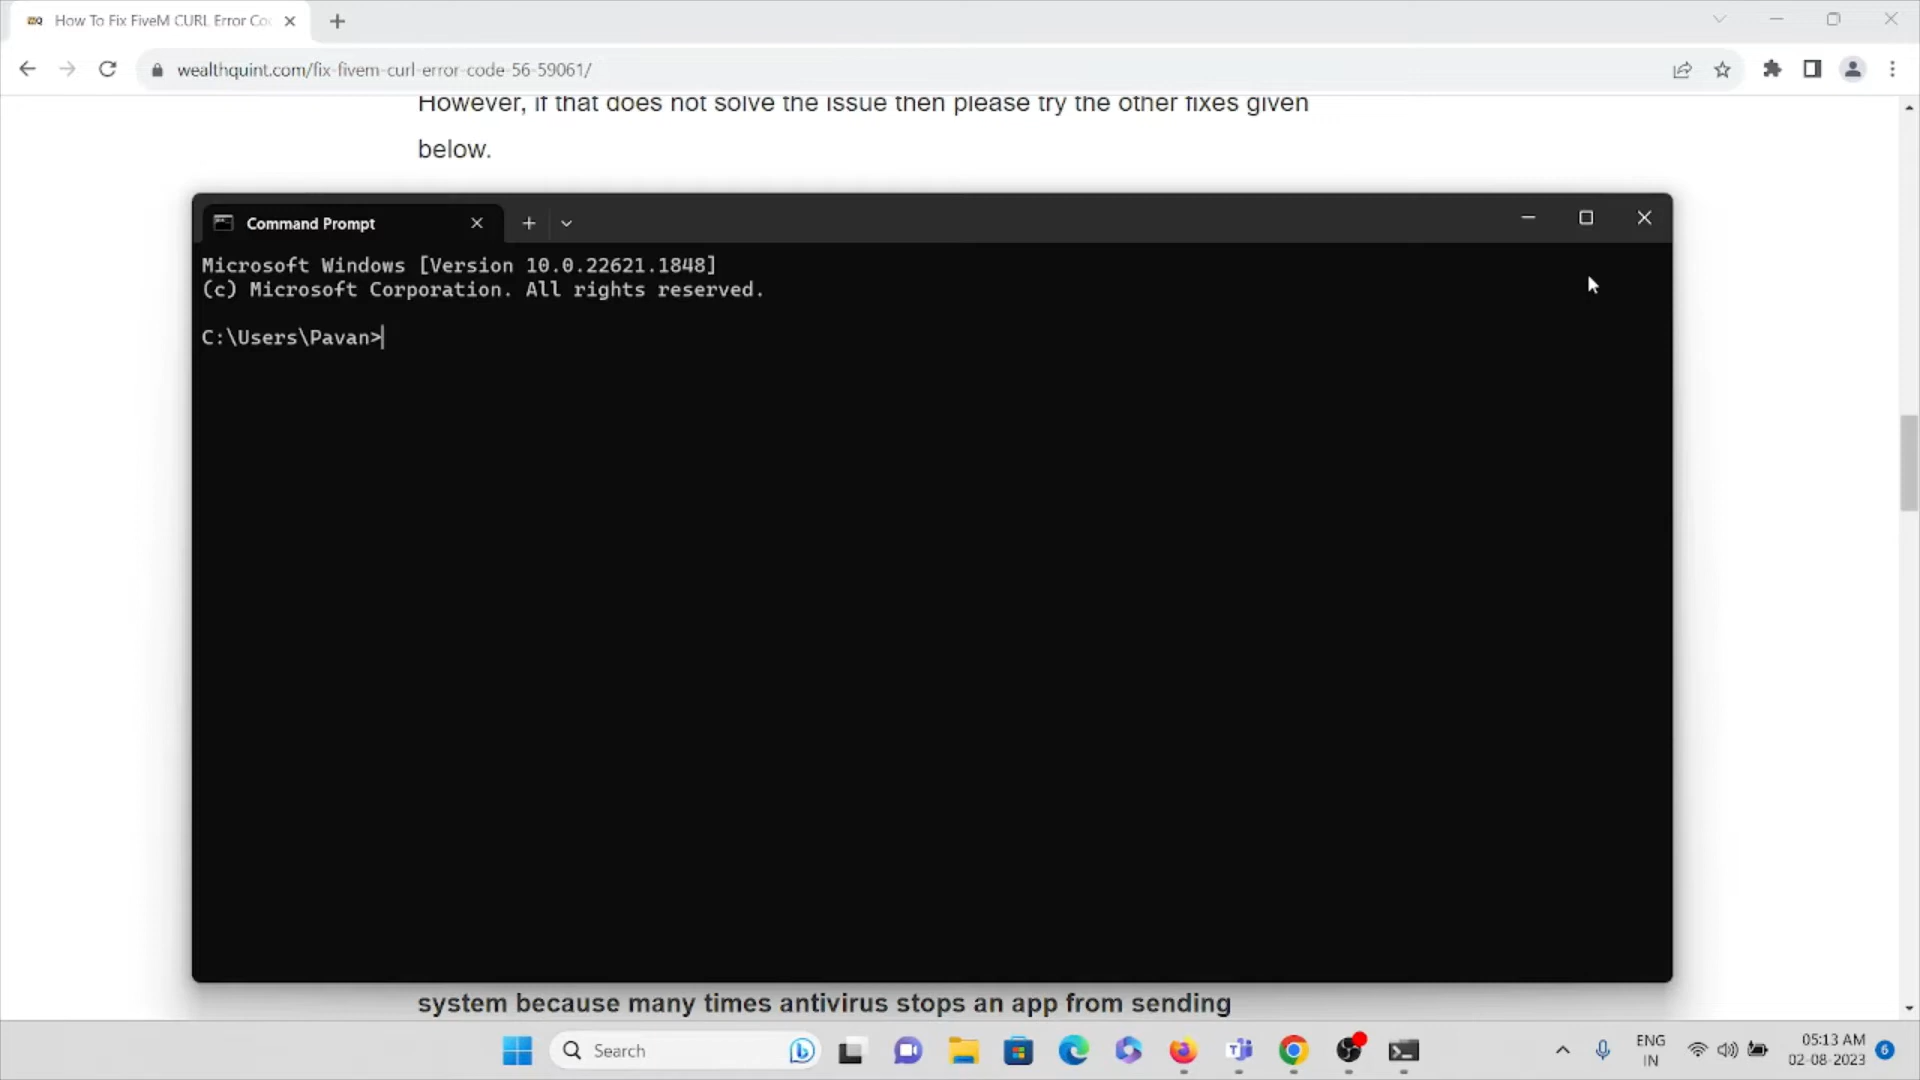 How To Fix FiveM CURL Error Co
wealthquint.com/fix-fivem-curl-error-code-56-59061/
However, if that does not solve the issue then please try the other fixes given
below.
Command Prompt
Microsoft Windows [Version 10.0.22621.1848]
(c) Microsoft Corporation. All rights reserved.
C:\Users\Pavan>
system because many times antivirus stops an app from sending
Search
ENG
IN
05:13 AM
02-08-2023
6